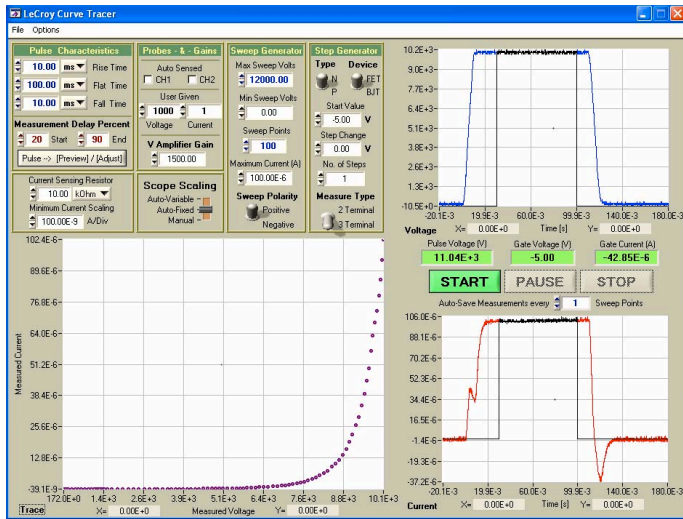 LeCroy Curve Tracer
File Options
Pulse Characteristics
10.00 ms Rise Time
100.00 ms Flat Time
10.00 ms Fall Time
Measurement Delay Percent
20 Start 90 End
Pulse --> [Preview] / [Adjust]
Probes - & - Gains
Auto Sensed
CH1 CH2
User Given
1000 1
Voltage Current
V Amplifier Gain
1500.00
Sweep Generator
Max Sweep Volts
12000.00
Min Sweep Volts
0.00
Sweep Points
100
Maximum Current (A)
100.00E-6
Sweep Polarity
Positive
Negative
Step Generator
Type Device
N FET
P BJT
Start Value
-5.00 V
Step Change
0.00 V
No. of Steps
1
Measure Type
2 Terminal
3 Terminal
Current Sensing Resistor
10.00 kOhm
Minimum Current Scaling
100.00E-9 A/Div
Scope Scaling
Auto-Variable -
Auto-Fixed -
Manual -
10.2E+3
9.0E+3
7.7E+3
6.4E+3
5.1E+3
3.8E+3
2.5E+3
1.3E+3
-10.5E+0
-20.1E-3 19.9E-3 59.9E-3 99.9E-3 140.0E-3 180.0E-3
Voltage X= 0.00E+0 Time [s] Y= 0.00E+0
Pulse Voltage (V) Gate Voltage (V) Gate Current (A)
11.04E+3 -5.00 -42.85E-6
START PAUSE STOP
Auto-Save Measurements every 1 Sweep Points
106.0E-6
88.1E-6
70.2E-6
52.3E-6
34.4E-6
16.5E-6
-1.4E-6
-19.3E-6
-37.2E-6
-20.1E-3 19.9E-3 59.9E-3 99.9E-3 140.0E-3 180.0E-3
Current X= 0.00E+0 Time [s] Y= 0.00E+0
102.4E-6
89.6E-6
76.8E-6
64.0E-6
51.2E-6
38.4E-6
25.6E-6
12.8E-6
-39.1E-9
Measured Current
172.0E+0 1.4E+3 2.6E+3 3.9E+3 5.1E+3 6.4E+3 7.6E+3 8.8E+3 10.1E+3
Trace X= 0.00E+0 Measured Voltage Y= 0.00E+0